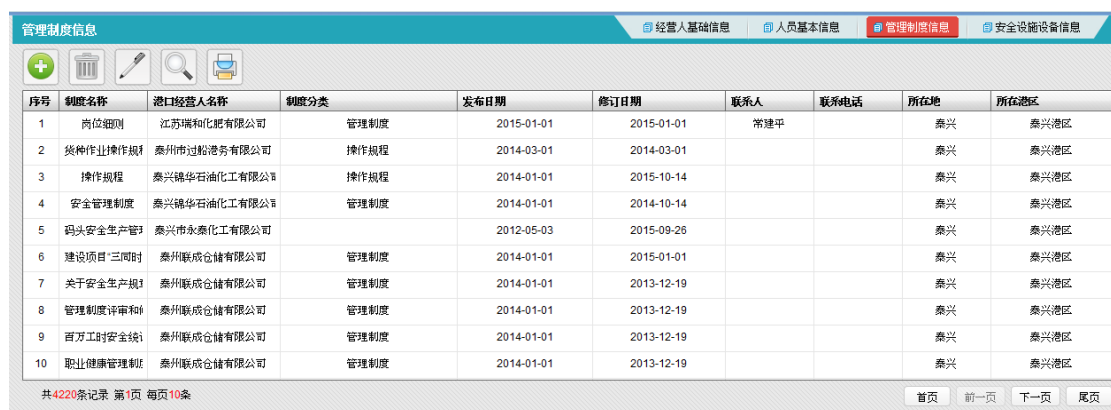 管理制度信息 经营人基础信息 人员基本信息 管理制度信息 安全设施设备信息
序号 制度名称 港口经营人名称 制度分类 发布日期 修订日期 联系人 联系电话 所在地 所在港区
1 岗位细则 江苏瑞和化肥有限公司 管理制度 2015-01-01 2015-01-01 常建平 泰兴 泰兴港区
2 货种作业操作规 泰州市过船港务有限公司 操作规程 2014-03-01 2014-03-01 泰兴 泰兴港区
3 操作规程 泰兴锦华石油化工有限公 操作规程 2014-01-01 2015-10-14 泰兴 泰兴港区
4 安全管理制度 泰兴锦华石油化工有限公 管理制度 2014-01-01 2014-10-14 泰兴 泰兴港区
5 码头安全生产管 泰兴市永泰化工有限公司 2012-05-03 2015-09-26 泰兴 泰兴港区
6 建设项目"三同时 泰州联成仓储有限公司 管理制度 2014-01-01 2015-01-01 泰兴 泰兴港区
7 关于安全生产规 泰州联成仓储有限公司 管理制度 2014-01-01 2013-12-19 泰兴 泰兴港区
8 管理制度评审和 泰州联成仓储有限公司 管理制度 2014-01-01 2013-12-19 泰兴 泰兴港区
9 百万工时安全统 泰州联成仓储有限公司 管理制度 2014-01-01 2013-12-19 泰兴 泰兴港区
10 职业健康管理制 泰州联成仓储有限公司 管理制度 2014-01-01 2013-12-19 泰兴 泰兴港区
共4220条记录 第1页 每页10条 首页 前一页 下一页 尾页